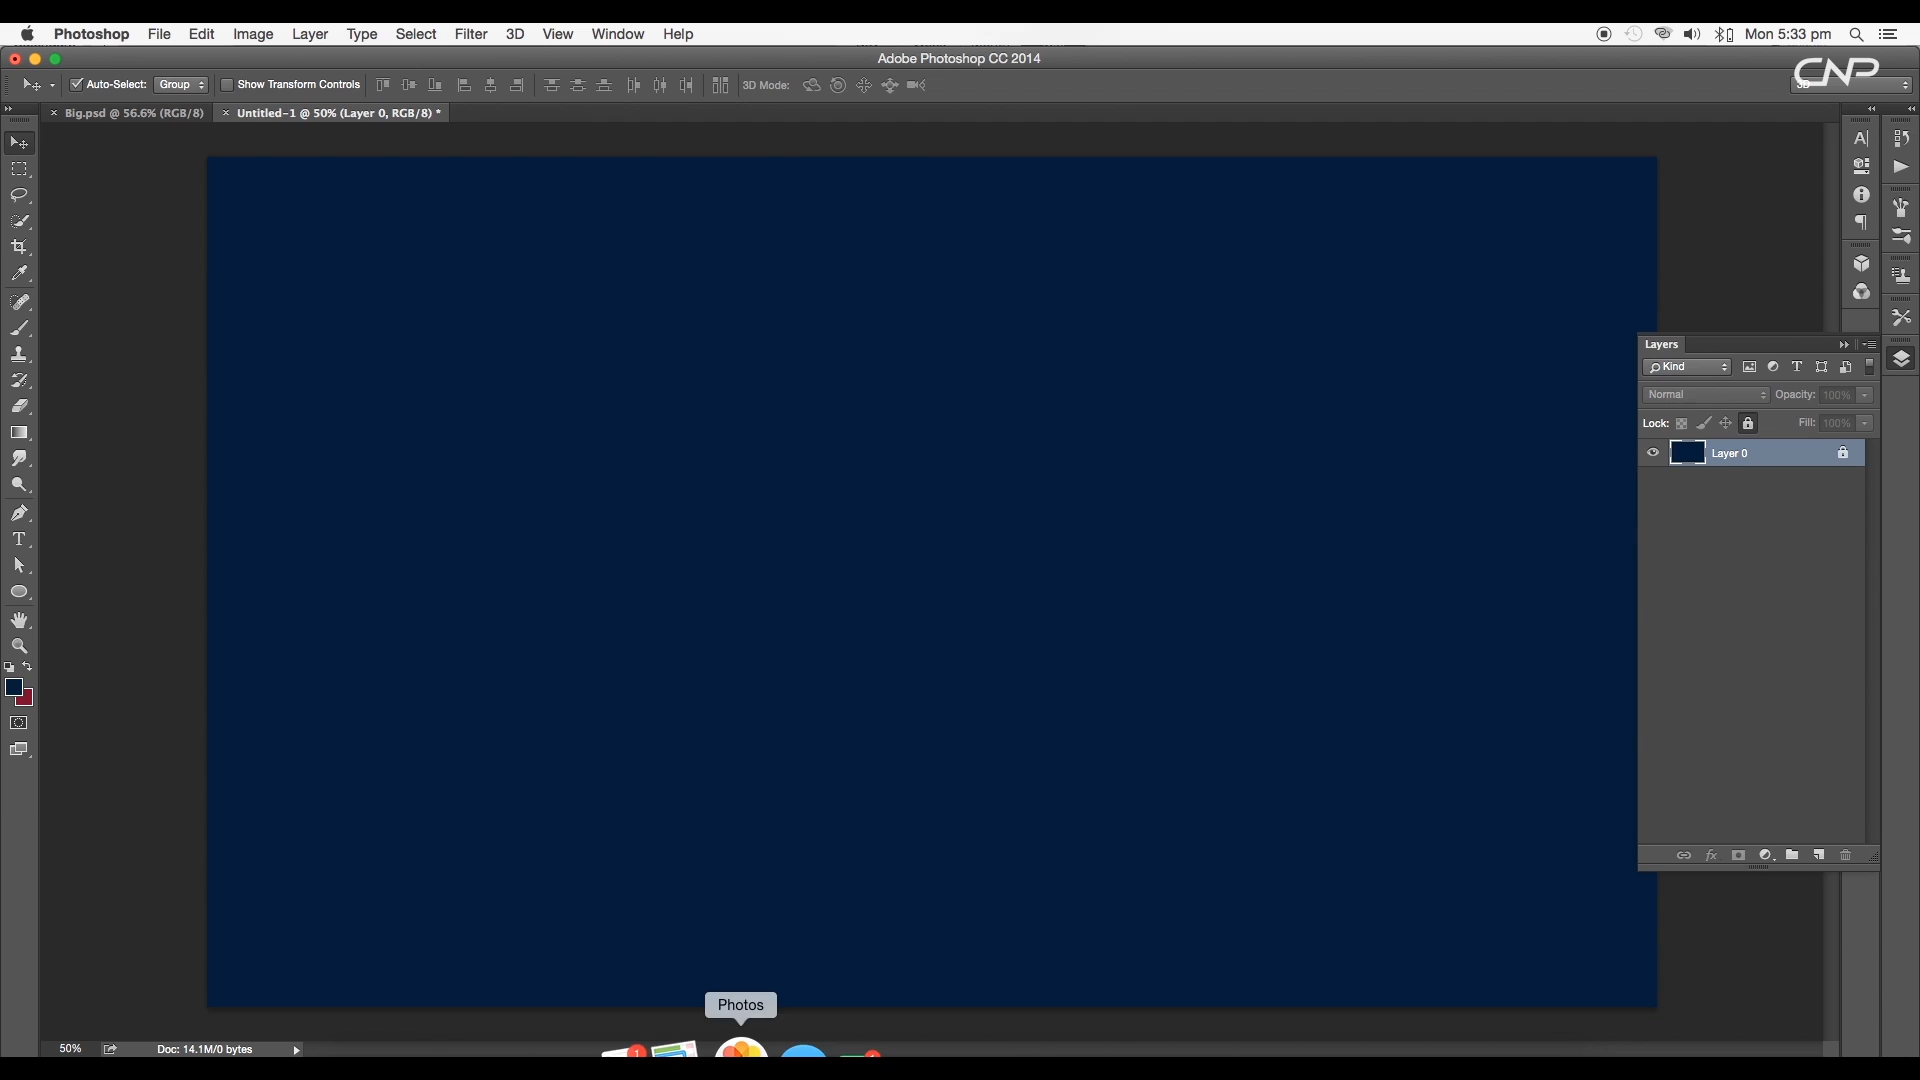 Photoshop File Edit Image Layer Type Select Filter 3D View Window Help Mon 5:33 pm
Adobe Photoshop CC 2014
Auto-Select: Group Show Transform Controls 3D Mode: 3D
CNP
Big.psd @ 56.6% (RGB/8) Untitled-1 @ 50% (Layer 0, RGB/8) *
Layers
Kind
Normal Opacity: 100%
Lock: Fill: 100%
Layer 0
Photos
50% Doc: 14.1M/0 bytes
1